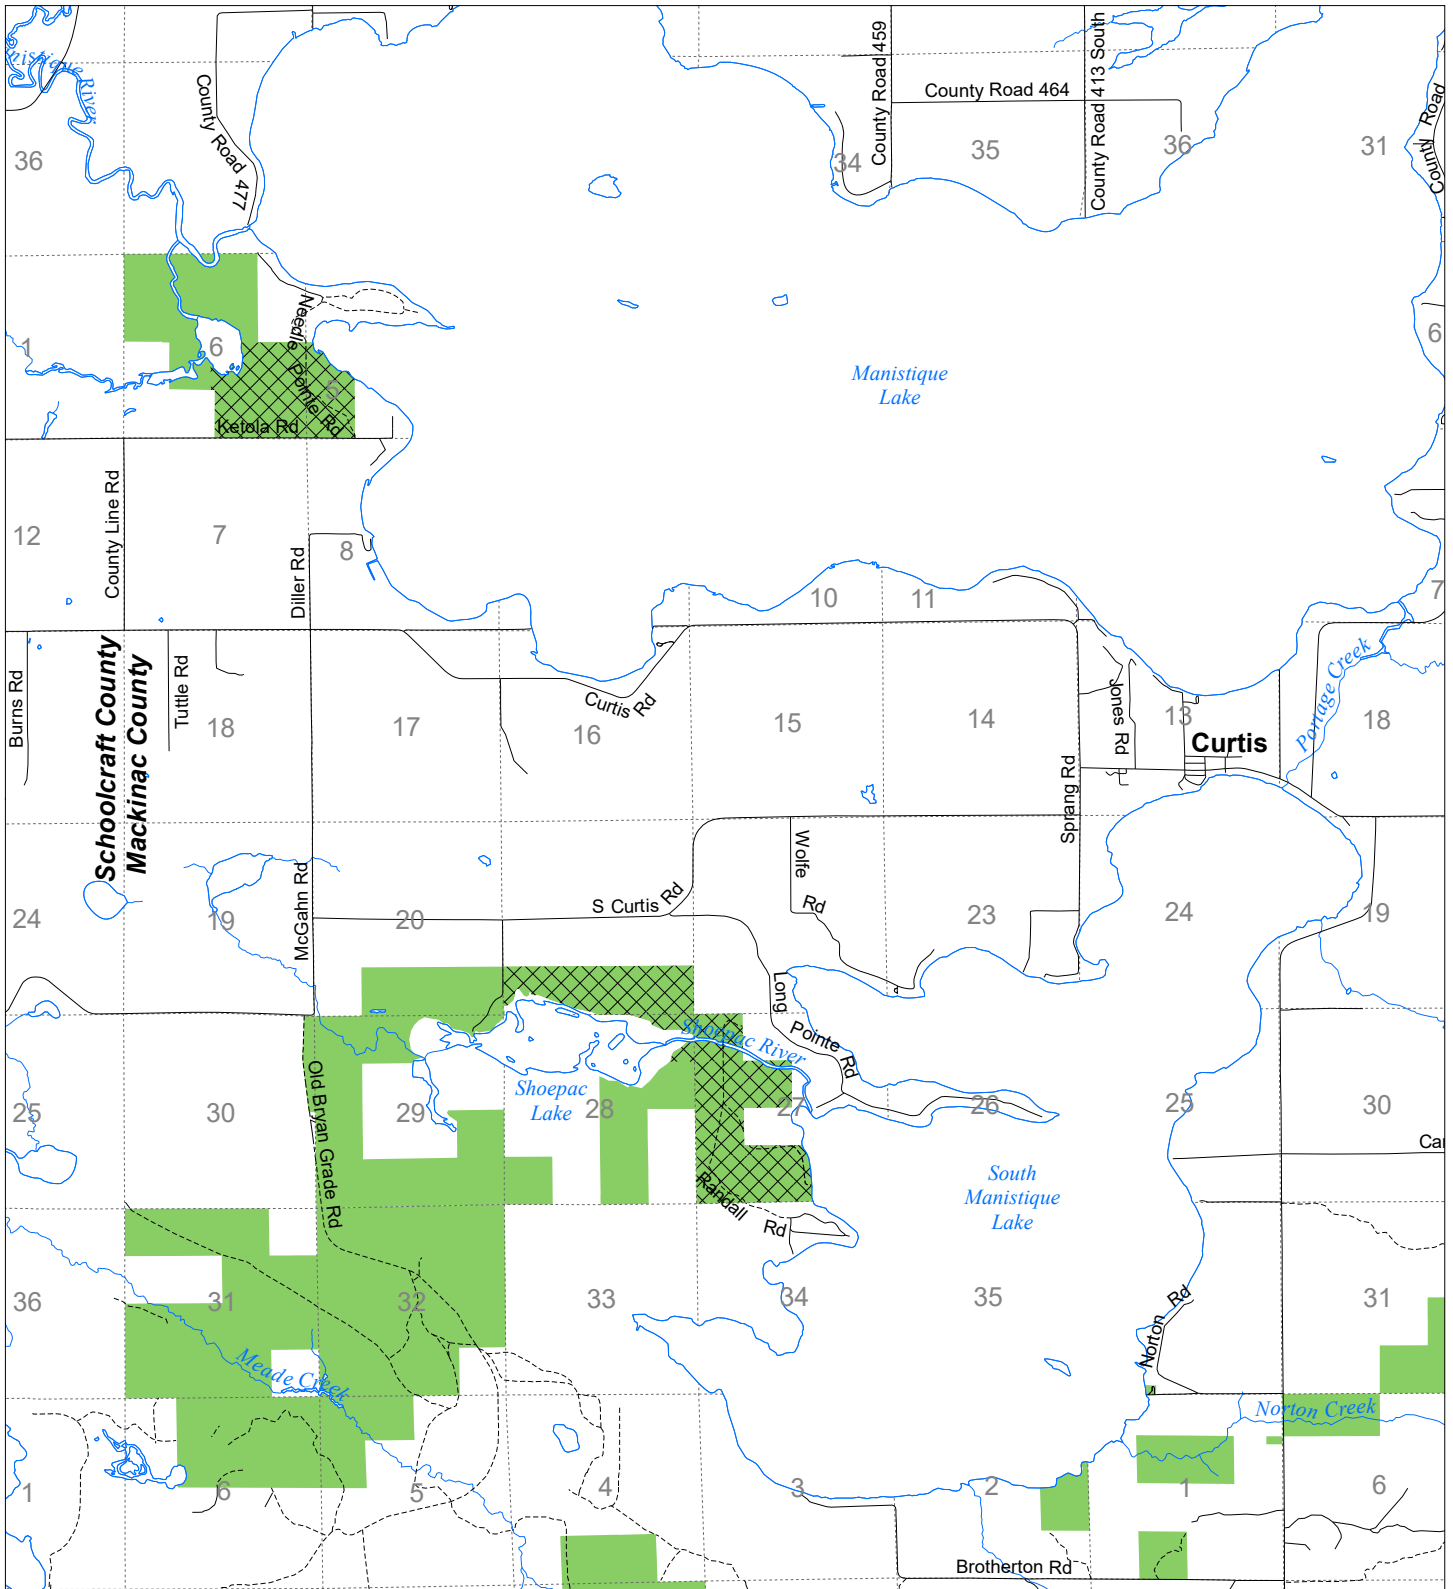 nistique River
County Road 477
County Road 459
County Road 464
County Road 413 South
County Road
36
34
35
36
31
1
6
Needle Pointe Rd
5
Ketola Rd
6
Manistique
Lake
12
County Line Rd
7
Diller Rd
8
10
11
7
Burns Rd
Schoolcraft County
Mackinac County
Tuttle Rd
18
17
Curtis Rd
16
15
14
Jones Rd
13
Curtis
Portage Creek
18
Sprang Rd
24
19
McGahn Rd
20
S Curtis Rd
Wolfe Rd
23
24
19
Long Pointe Rd
Shoepac River
25
30
Old Bryan Grade Rd
29
Shoepac
Lake
28
27
26
25
30
Randall Rd
South
Manistique
Lake
36
31
32
33
34
35
Norton Rd
31
Meade Creek
Norton Creek
1
6
5
4
3
2
1
6
Brotherton Rd